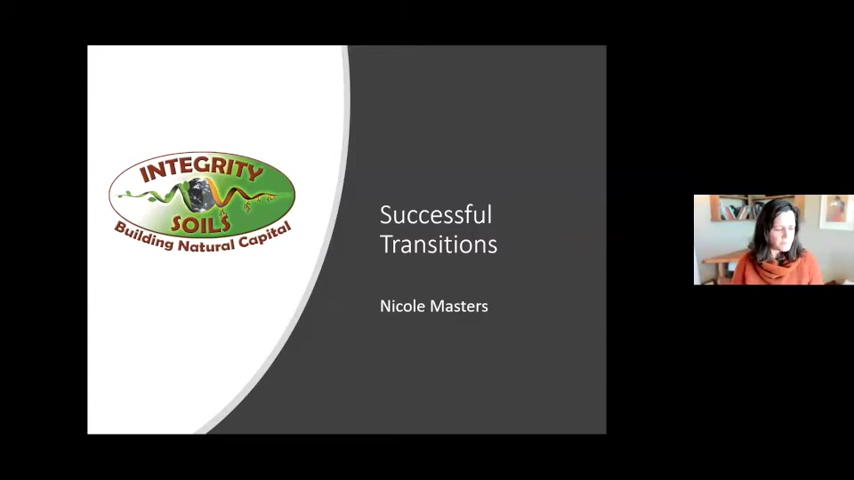 INTEGRITY
SOILS
Building Natural Capital
Successful
Transitions
Nicole Masters